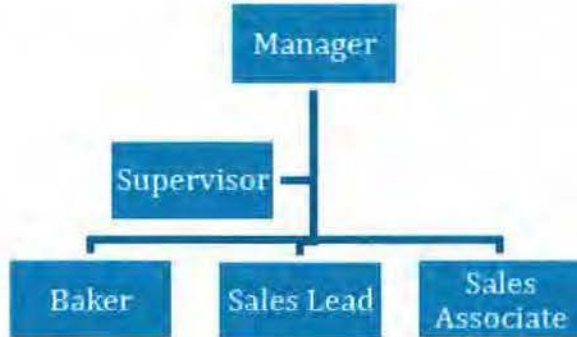 Manager
Supervisor
Baker
Sales Lead
Sales
Associate